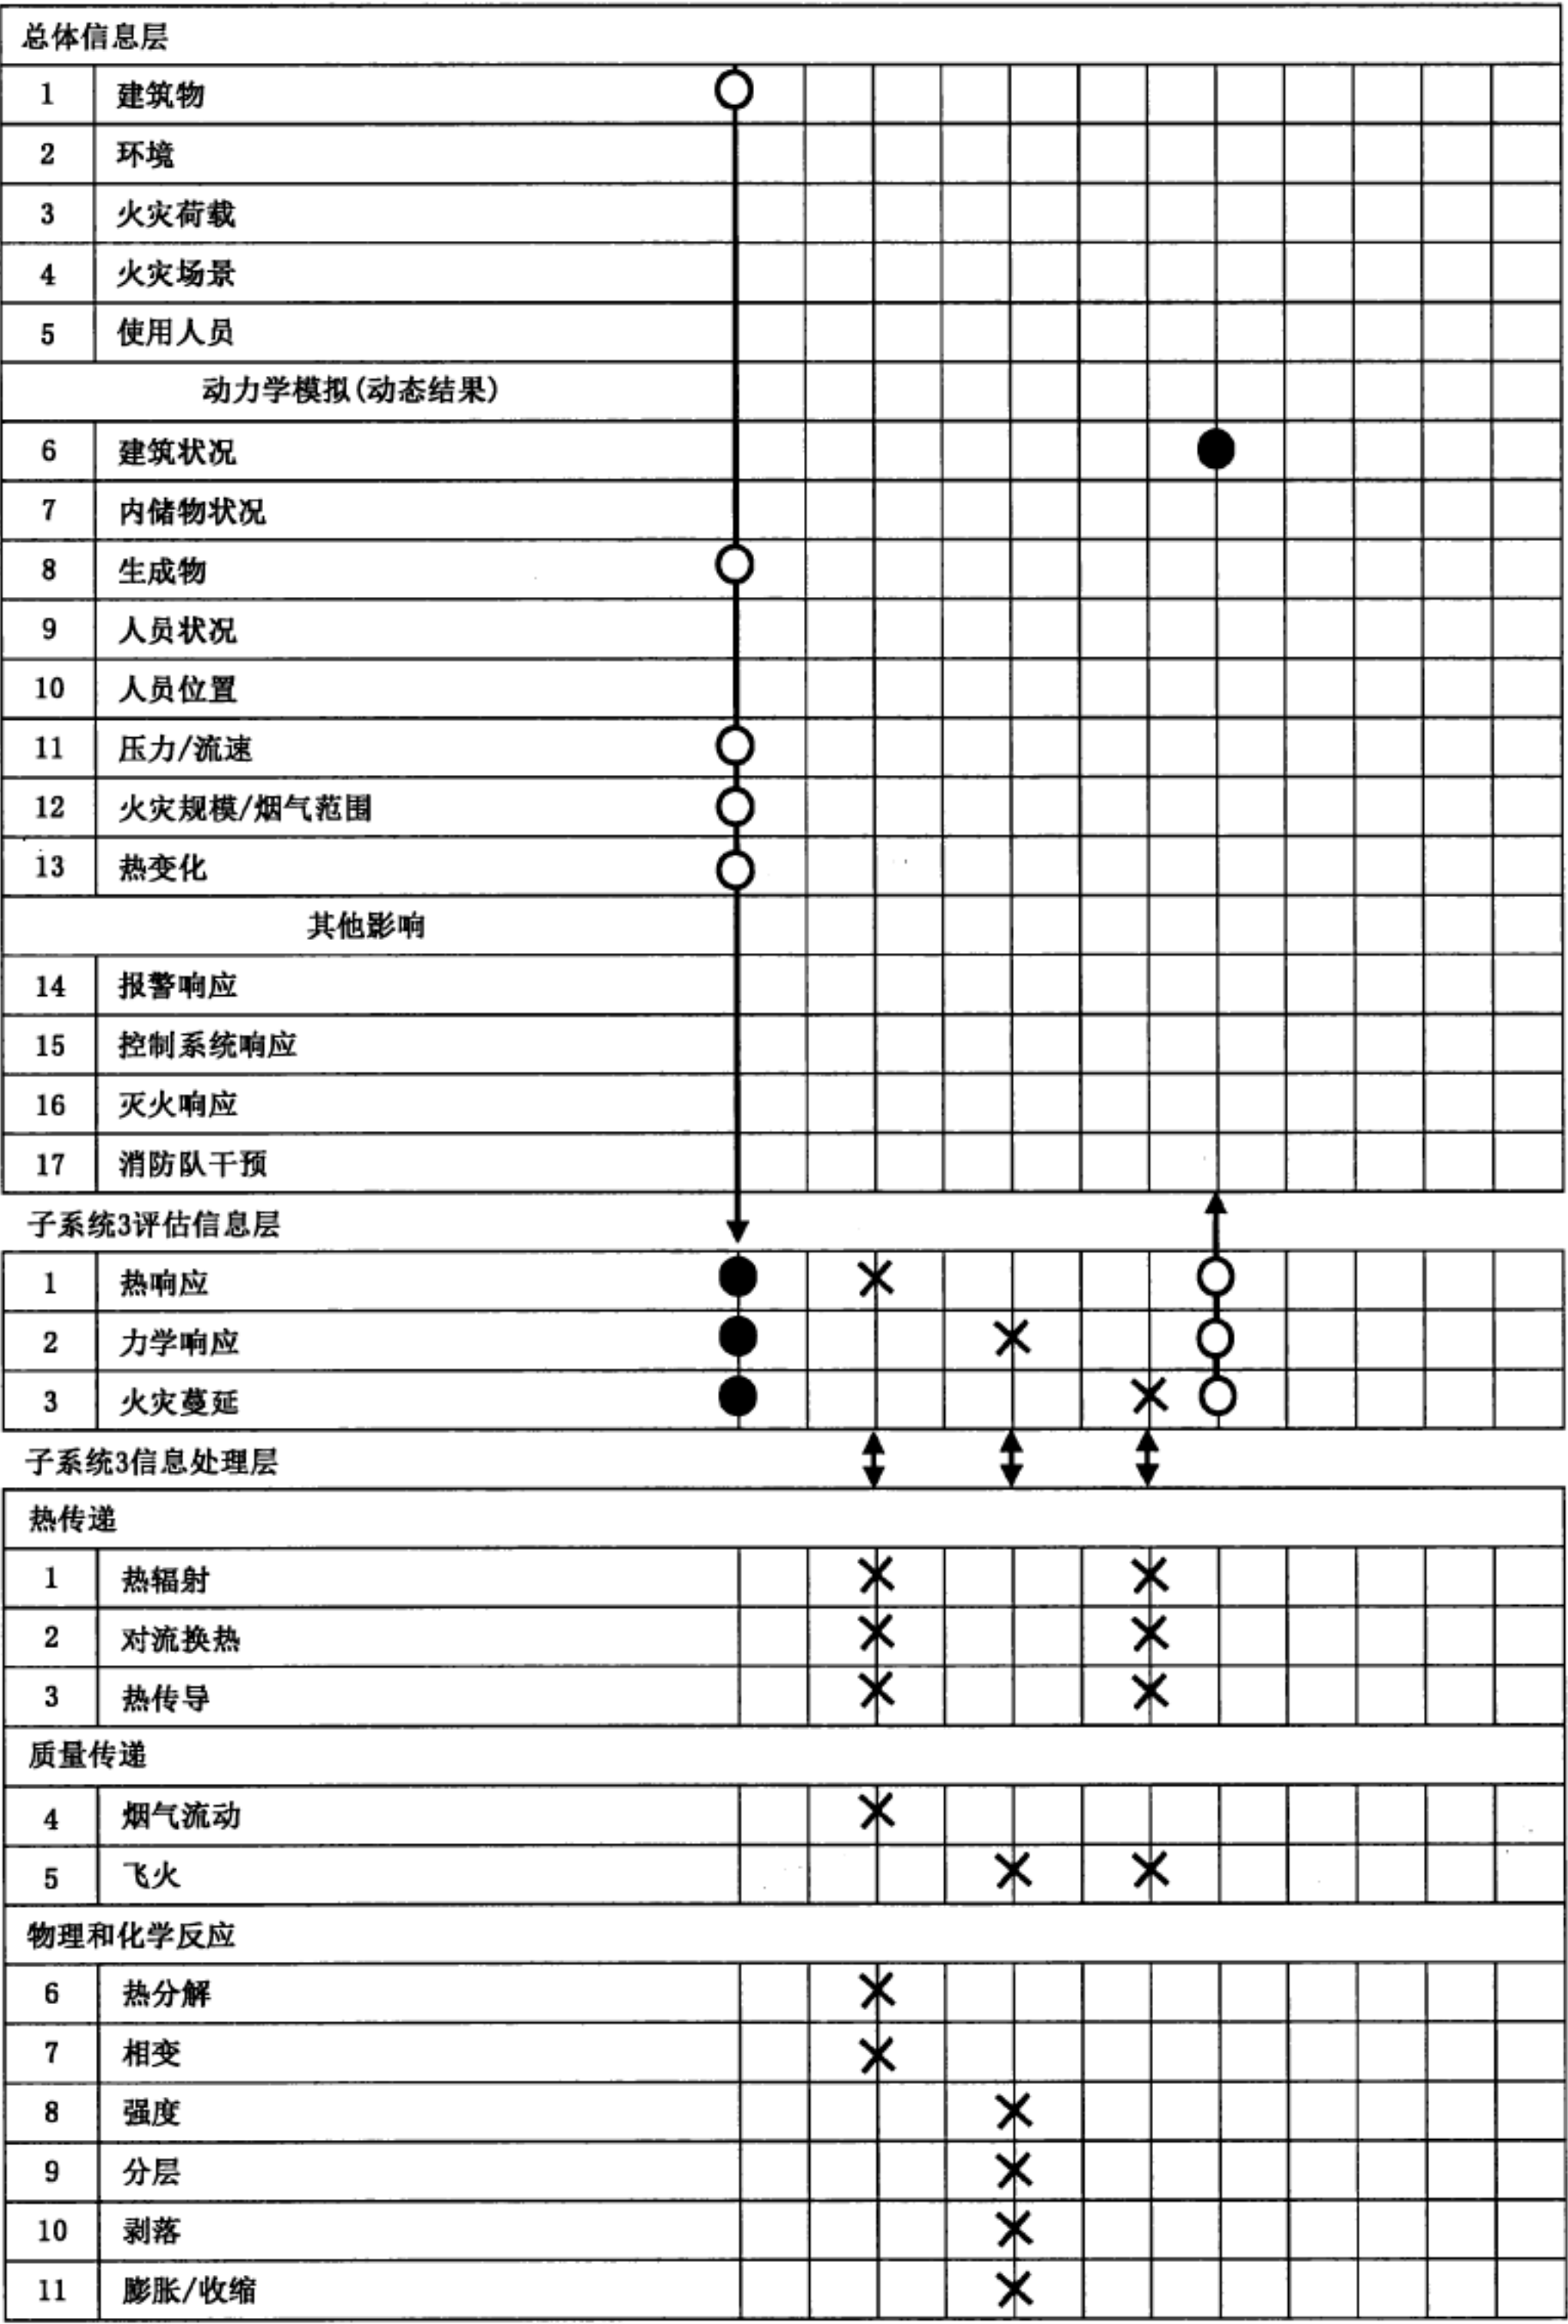 总体信息层
1 建筑物
2 环境
3 火灾荷载
4 火灾场景
5 使用人员
动力学模拟(动态结果)
6 建筑状况
7 内储物状况
8 生成物
9 人员状况
10 人员位置
11 压力/流速
12 火灾规模/烟气范围
13 热变化
其他影响
14 报警响应
15 控制系统响应
16 灭火响应
17 消防队干预
子系统3评估信息层
1 热响应
2 力学响应
3 火灾蔓延
子系统3信息处理层
热传递
1 热辐射
2 对流换热
3 热传导
质量传递
4 烟气流动
5 飞火
物理和化学反应
6 热分解
7 相变
8 强度
9 分层
10 剥落
11 膨胀/收缩